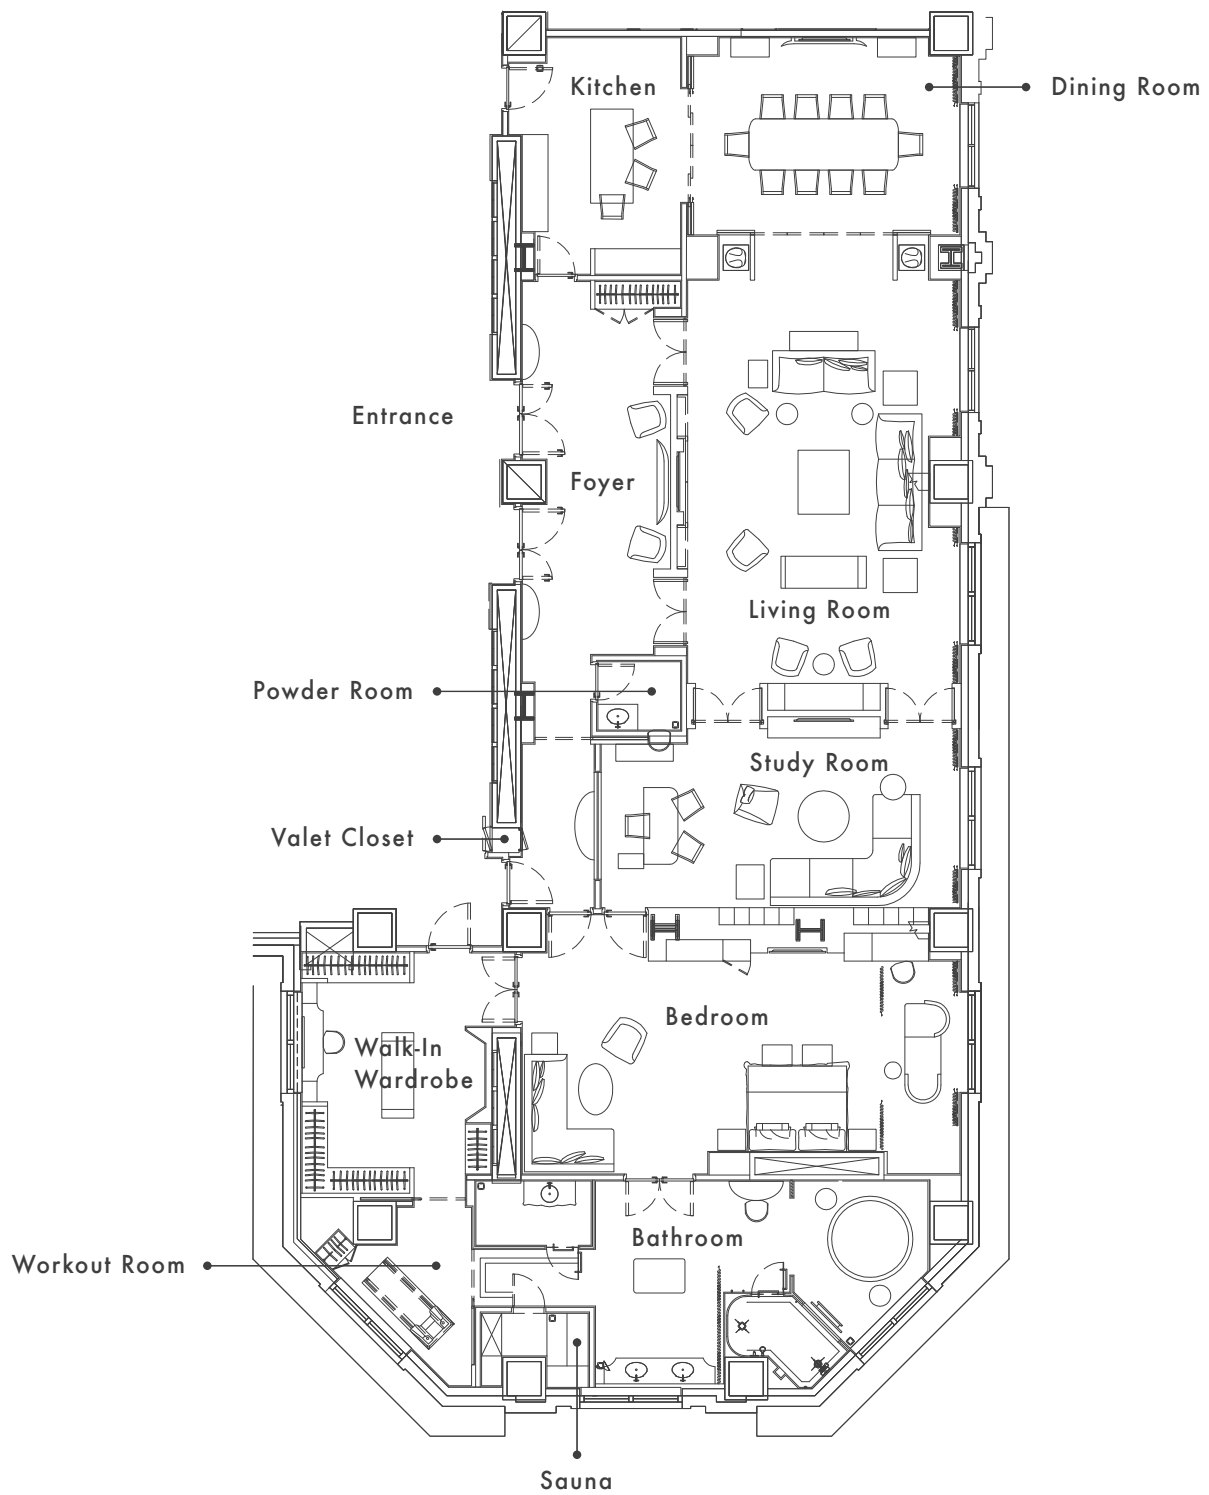 Kitchen
Dining Room
Entrance
Foyer
Living Room
Powder Room
Study Room
Valet Closet
Bedroom
Walk-In
Wardrobe
Bathroom
Workout Room
Sauna